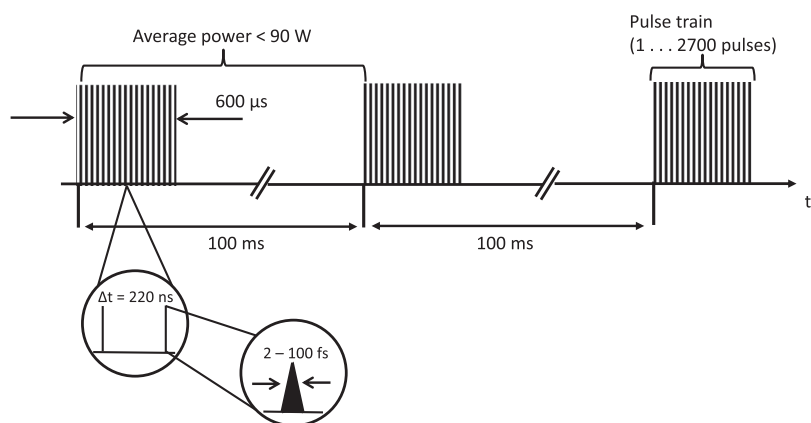 Pulse train
(1 . . . 2700 pulses)
Average power < 90 W
600 µs
t
100 ms
100 ms
Δt = 220 ns
2 – 100 fs